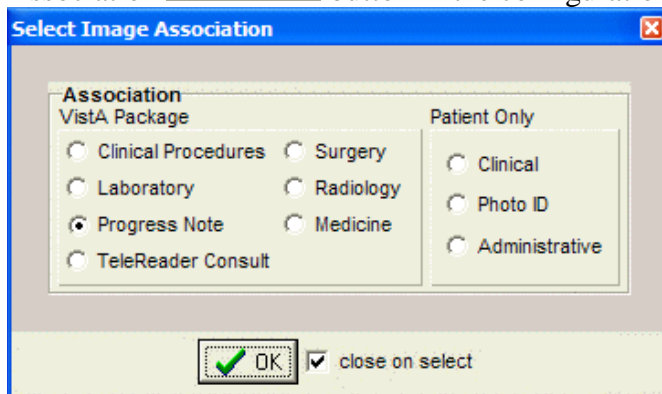 Select Image Association
Association
VistA Package
Patient Only
Clinical Procedures
Surgery
Clinical
Laboratory
Radiology
Photo ID
Progress Note
Medicine
Administrative
TeleReader Consult
OK
close on select